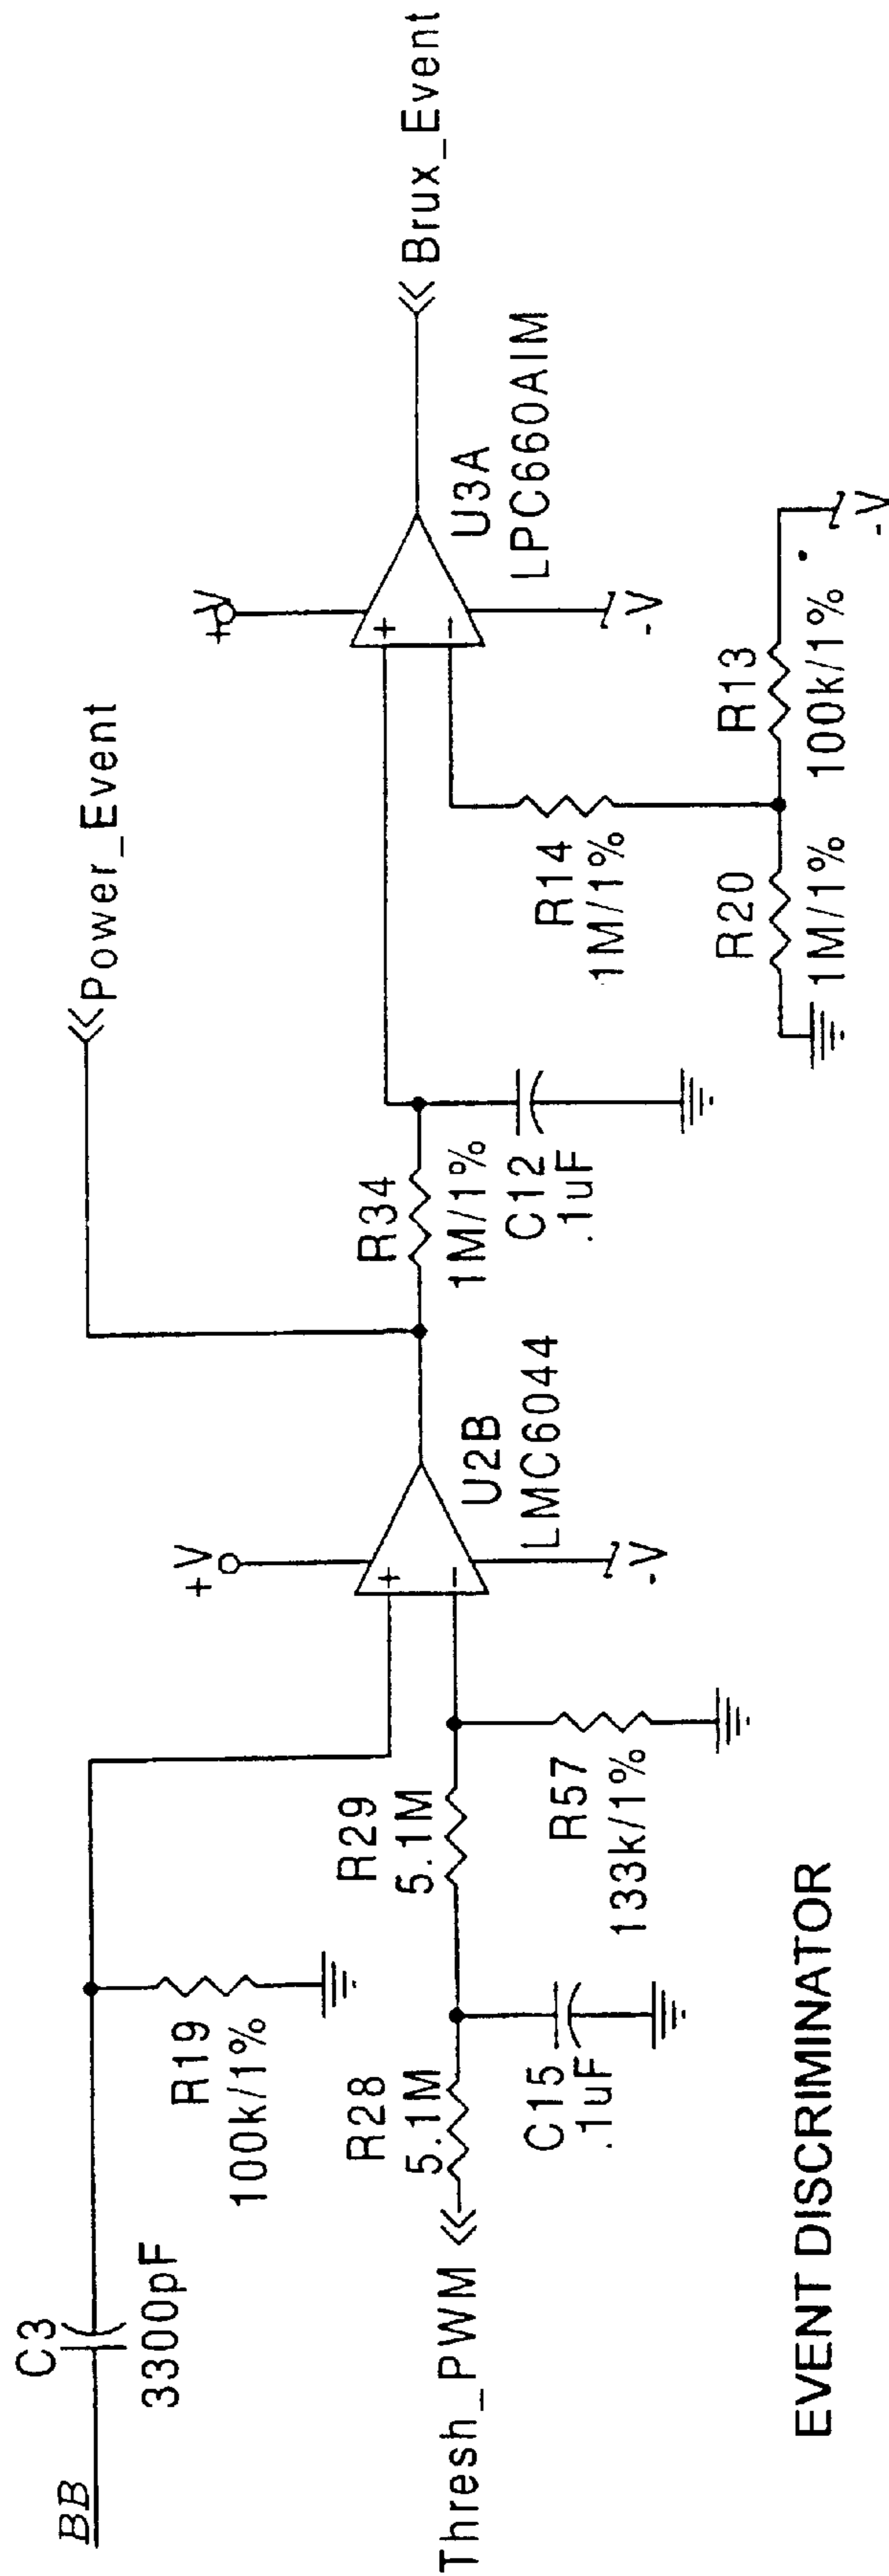 BB
C3
3300pF
R19
100k/1%
Power_Event
Thresh_PWM
R28
5.1M
C15
.1uF
R29
5.1M
R57
133k/1%
+V
+
−
-V
U2B
LMC6044
R34
1M/1%
C12
.1uF
+V
+
−
-V
U3A
LPC660AIM
Brux_Event
R14
1M/1%
R20
1M/1%
R13
100k/1%
-V
EVENT DISCRIMINATOR